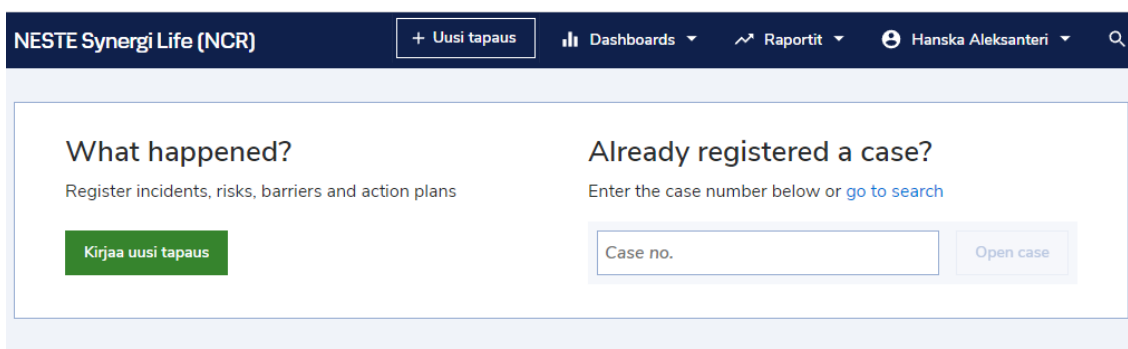 NESTE Synergi Life (NCR) + Uusi tapaus Dashboards Raportit Hanska Aleksanteri
What happened?
Register incidents, risks, barriers and action plans
Kirjaa uusi tapaus
Already registered a case?
Enter the case number below or go to search
Case no. Open case